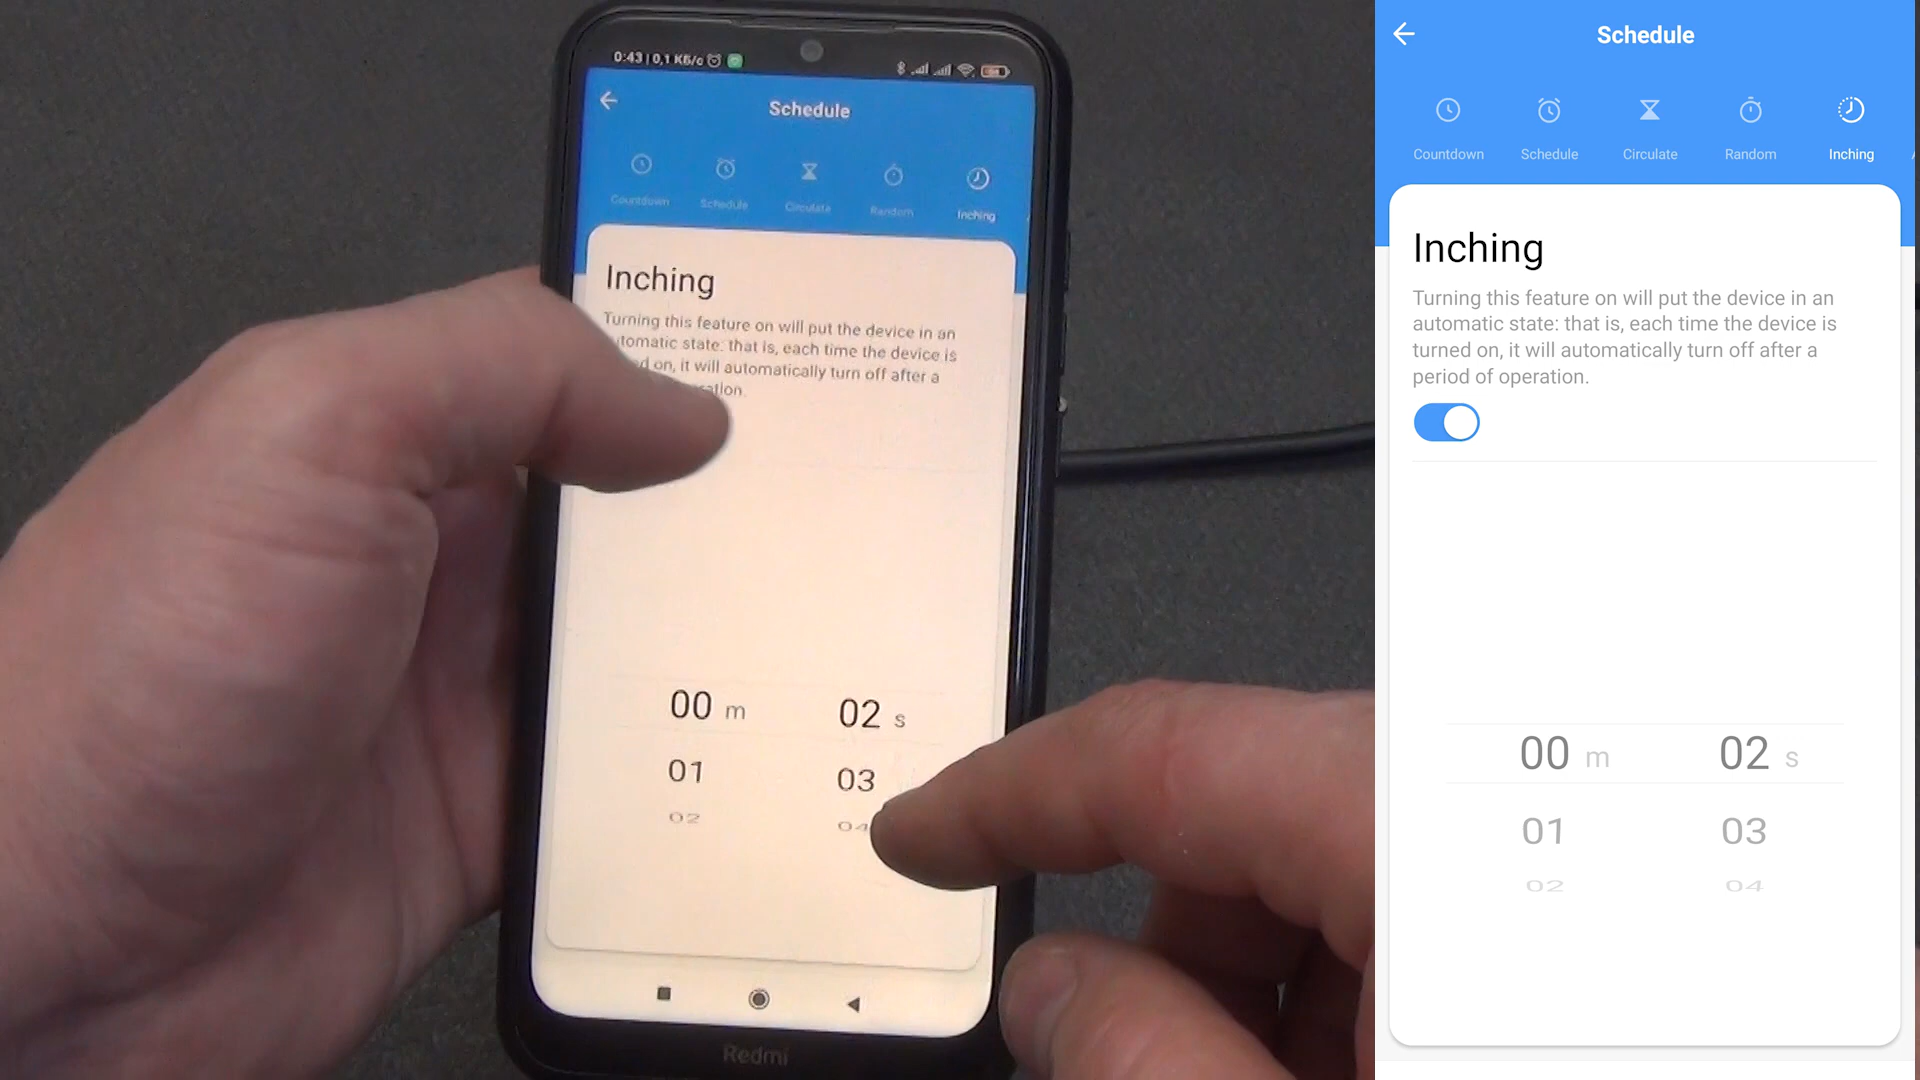 0:43 | 0,1 КБ/с
Schedule
Countdown Schedule Circulate Random Inching
Inching
Turning this feature on will put the device in an
tomatic state: that is, each time the device is
on, it will automatically turn off after a
00 m 02 s
01 03
02 04
Redmi
Schedule
Countdown Schedule Circulate Random Inching
Inching
Turning this feature on will put the device in an
automatic state: that is, each time the device is
turned on, it will automatically turn off after a
period of operation.
00 m 02 s
01 03
02 04